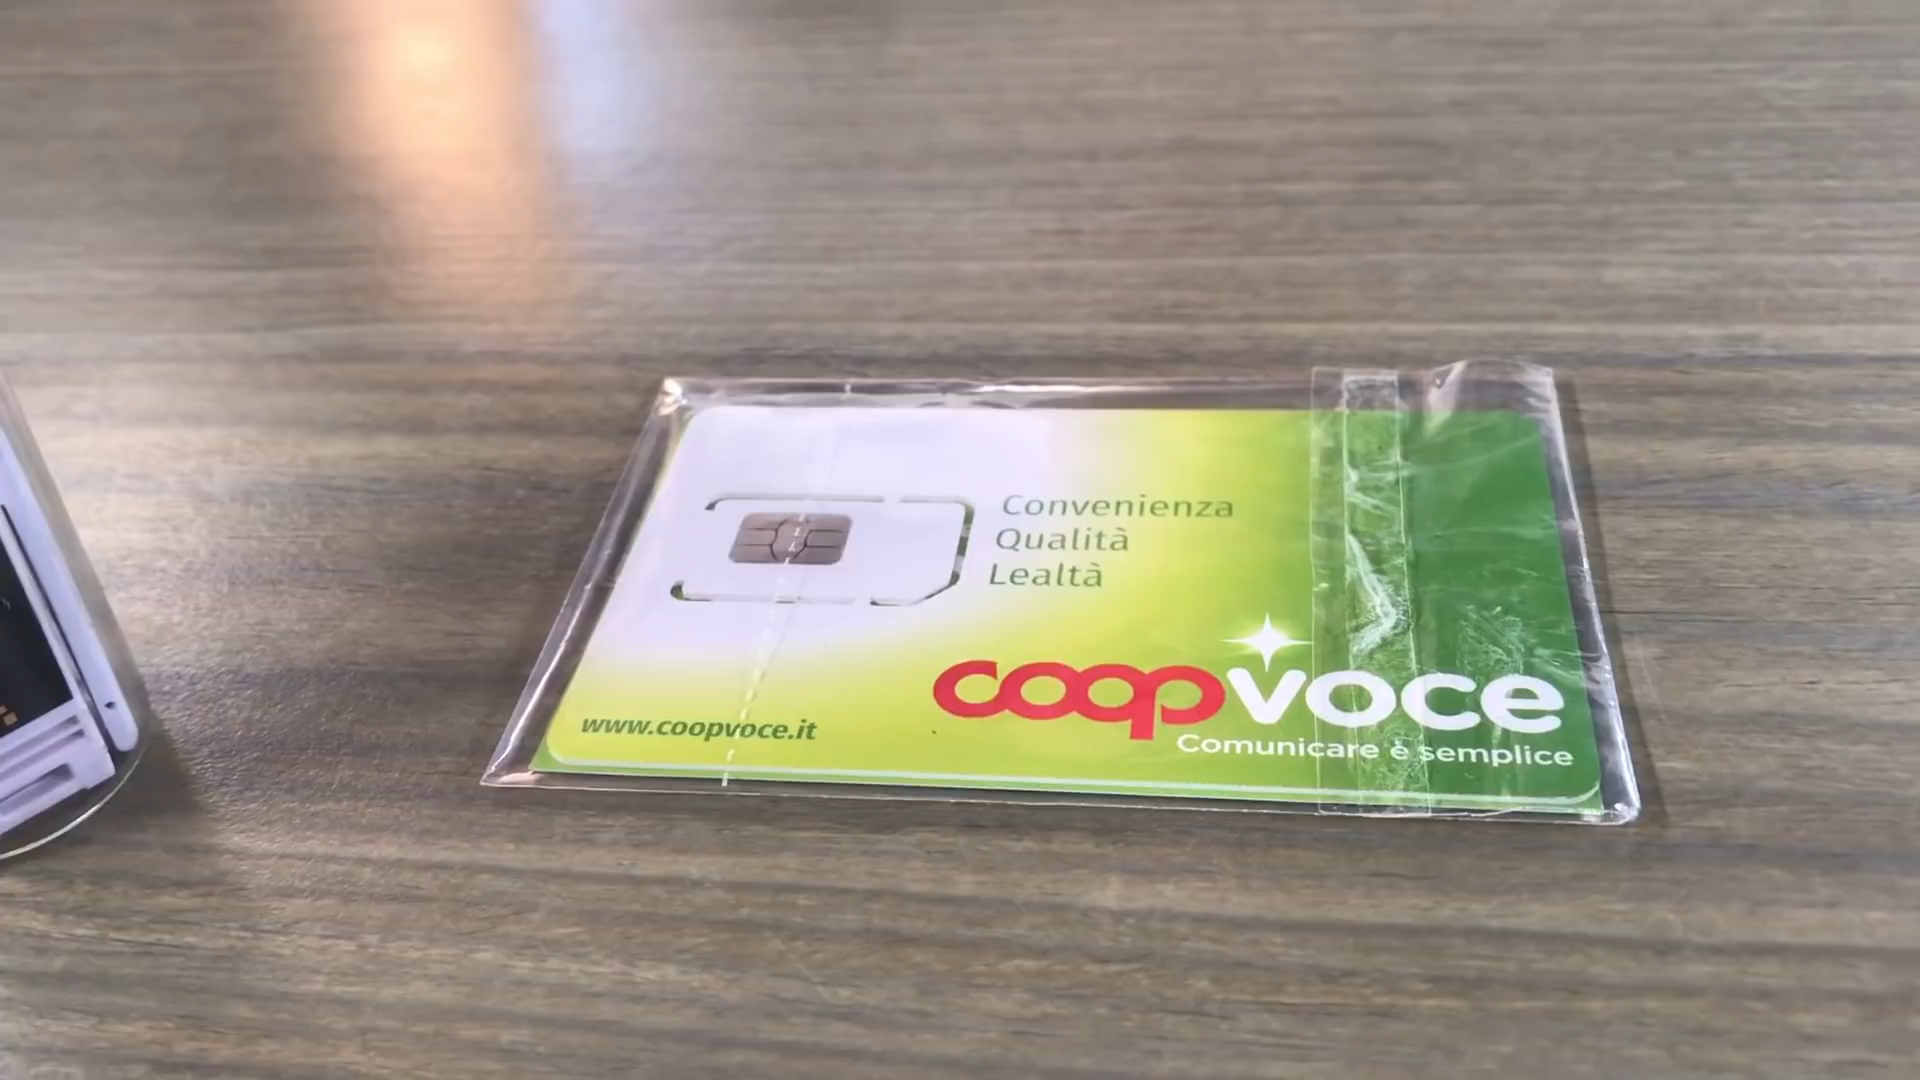 Convenienza
Qualità
Lealtà
coopvoce
Comunicare è semplice
www.coopvoce.it